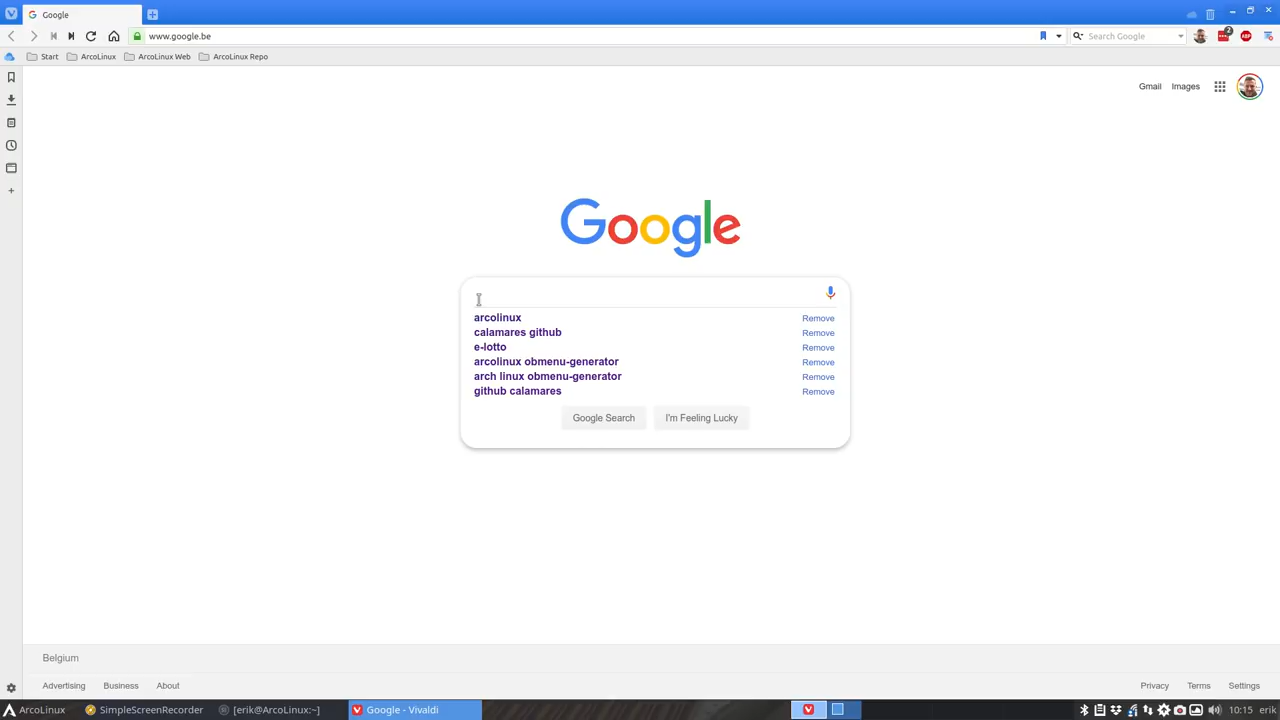 Google
www.google.be
Search Google
2
ABP
Start
ArcoLinux
ArcoLinux Web
ArcoLinux Repo
Gmail
Images
Google
arcolinux
Remove
calamares github
Remove
e-lotto
Remove
arcolinux obmenu-generator
Remove
arch linux obmenu-generator
Remove
github calamares
Remove
Google Search
I'm Feeling Lucky
Belgium
Advertising
Business
About
Privacy
Terms
Settings
ArcoLinux
SimpleScreenRecorder
[erik@ArcoLinux:~]
Google - Vivaldi
10:15
erik